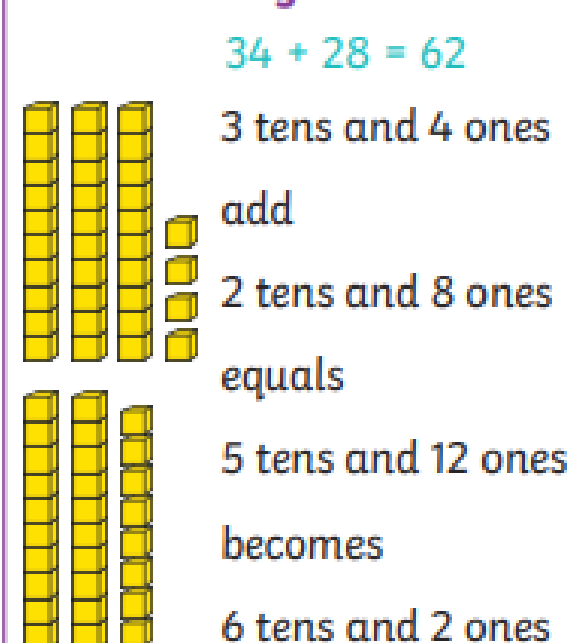 34 + 28 = 62
3 tens and 4 ones
add
2 tens and 8 ones
equals
5 tens and 12 ones
becomes
6 tens and 2 ones